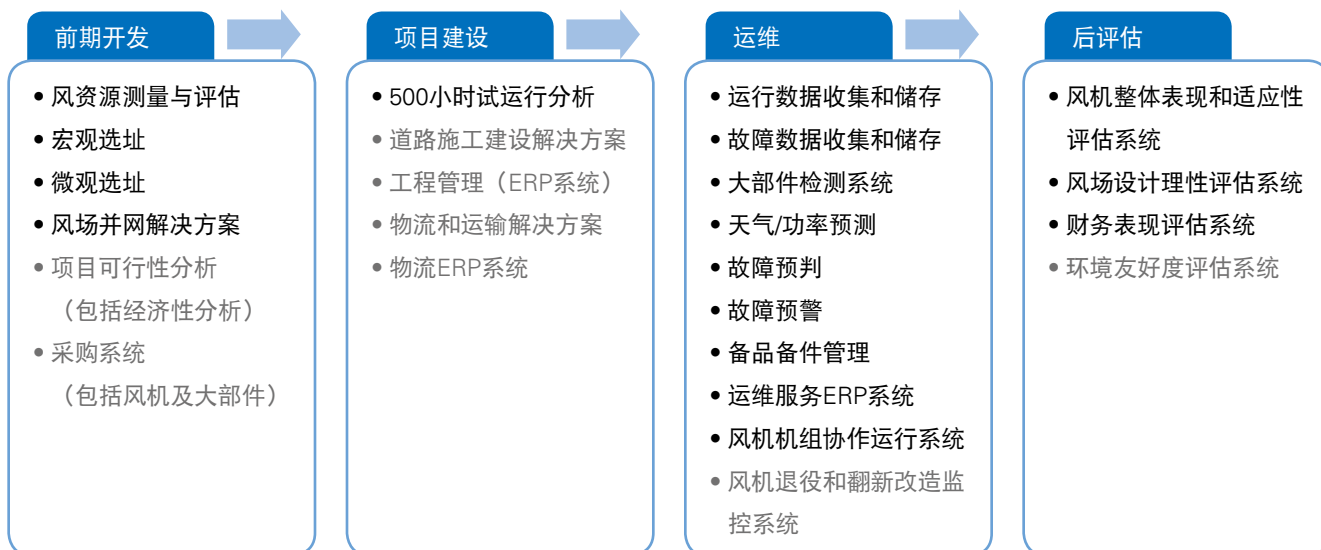 前期开发
• 风资源测量与评估
• 宏观选址
• 微观选址
• 风场并网解决方案
• 项目可行性分析
（包括经济性分析）
• 采购系统
（包括风机及大部件）
项目建设
• 500小时试运行分析
• 道路施工建设解决方案
• 工程管理（ERP系统）
• 物流和运输解决方案
• 物流ERP系统
运维
• 运行数据收集和储存
• 故障数据收集和储存
• 大部件检测系统
• 天气/功率预测
• 故障预判
• 故障预警
• 备品备件管理
• 运维服务ERP系统
• 风机机组协作运行系统
• 风机退役和翻新改造监
控系统
后评估
• 风机整体表现和适应性
评估系统
• 风场设计理性评估系统
• 财务表现评估系统
• 环境友好度评估系统